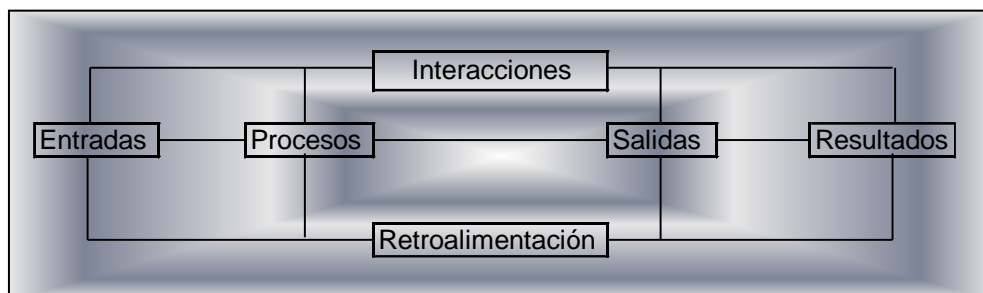 Interacciones
Entradas
Procesos
Salidas
Resultados
Retroalimentación